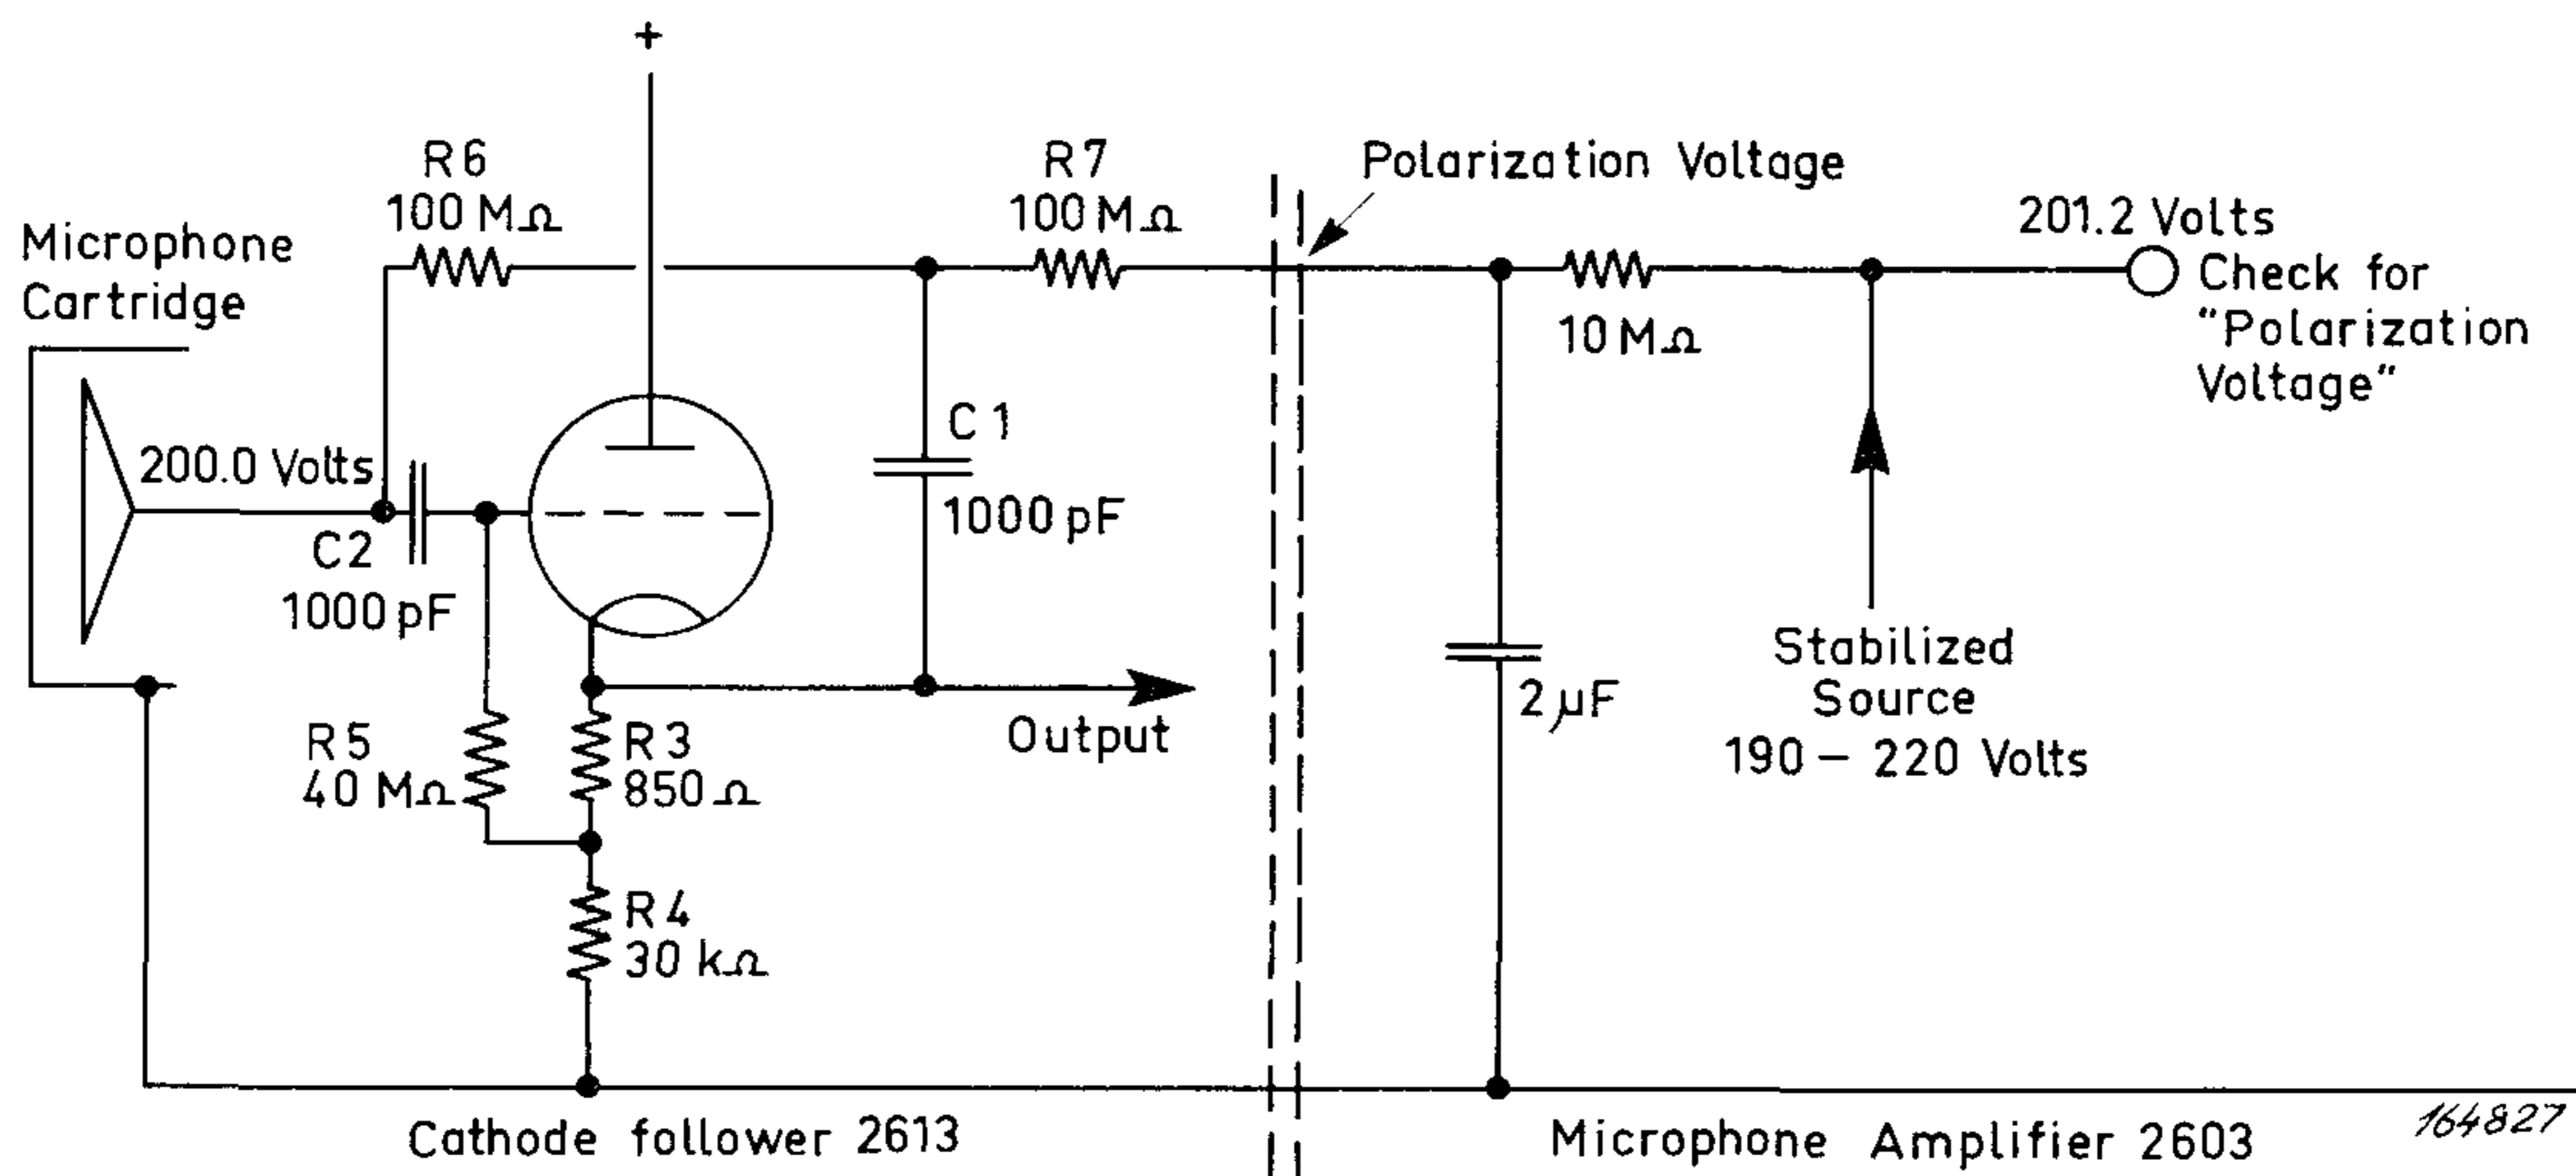 +
R6
100 MΩ
R7
100 MΩ
Polarization Voltage
201.2 Volts
Check for
"Polarization
Voltage"
Microphone
Cartridge
10 MΩ
200.0 Volts
C 1
1000 pF
C2
1000 pF
Stabilized
Source
190 – 220 Volts
2 µF
Output
R5
40 MΩ
R3
850 Ω
R4
30 kΩ
Cathode follower 2613
Microphone Amplifier 2603
164827